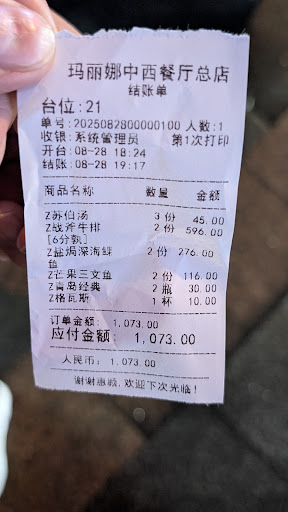 玛丽娜中西餐厅总店
结账单
台位:21
单号:2025082800000100 人数:1
收银:系统管理员 第1次打印
开台:08-28 18:24
结账:08-28 19:17
商品名称 数量 金额
Z苏伯汤 3份 45.00
Z战斧牛排 2份 596.00
[6分熟]
Z盐焗深海鲽 2份 276.00
鱼
Z芒果三文鱼 2份 116.00
Z青岛经典 2瓶 30.00
Z格瓦斯 1杯 10.00
订单金额: 1,073.00
应付金额: 1,073.00
人民币: 1,073.00
谢谢惠顾,欢迎下次光临!